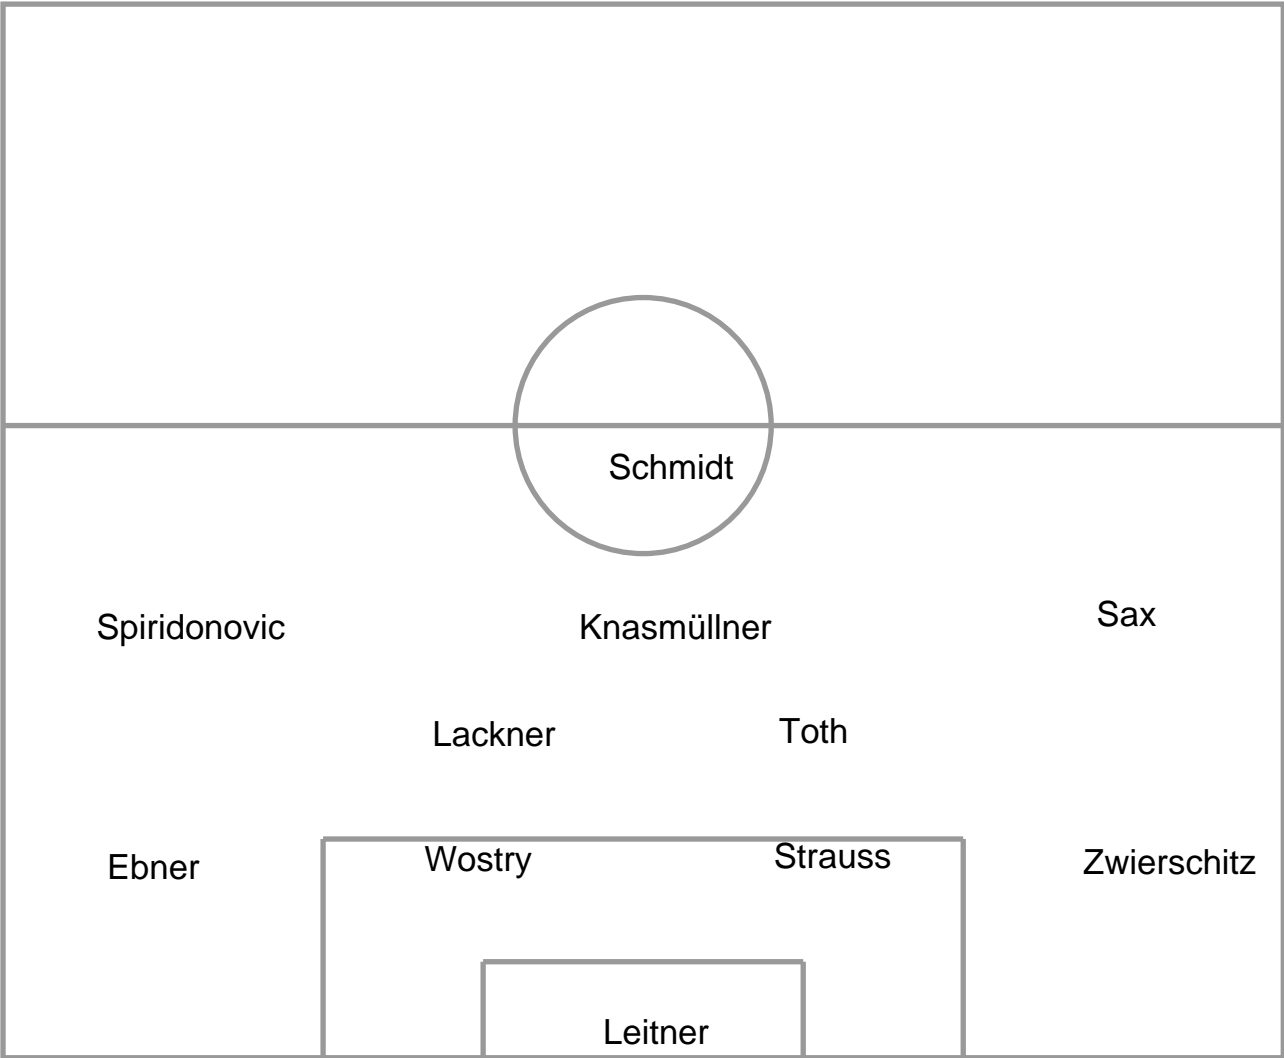 Schmidt
Spiridonovic Knasmüllner Sax
Lackner Toth
Ebner Wostry Strauss Zwierschitz
Leitner